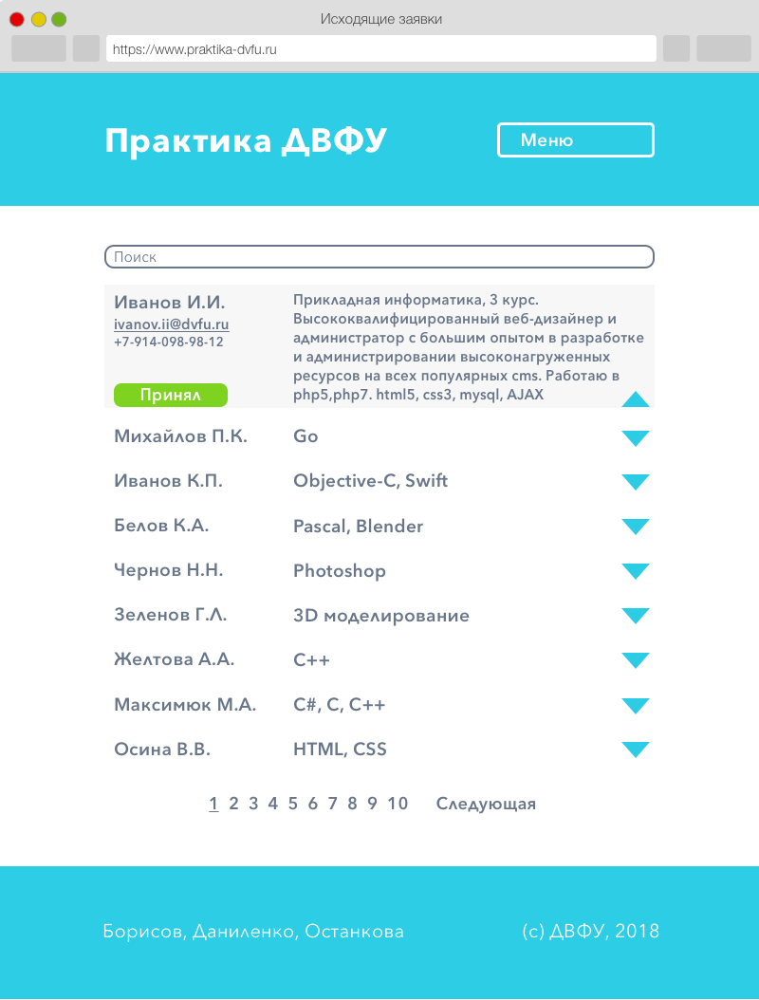 Исходящие заявки
https://www.praktika-dvfu.ru
Практика ДВФУ
Меню
Поиск
Иванов И.И.
ivanov.ii@dvfu.ru
+7-914-098-98-12
Принял
Прикладная информатика, 3 курс.
Высококвалифицированный веб-дизайнер и
администратор с большим опытом в разработке
и администрировании высоконагруженных
ресурсов на всех популярных cms. Работаю в
php5,php7. html5, css3, mysql, AJAX
Михайлов П.К. Go
Иванов К.П. Objective-C, Swift
Белов К.А. Pascal, Blender
Чернов Н.Н. Photoshop
Зеленов Г.Л. 3D моделирование
Желтова А.А. C++
Максимюк М.А. C#, C, C++
Осина В.В. HTML, CSS
1 2 3 4 5 6 7 8 9 10 Следующая
Борисов, Даниленко, Останкова (с) ДВФУ, 2018